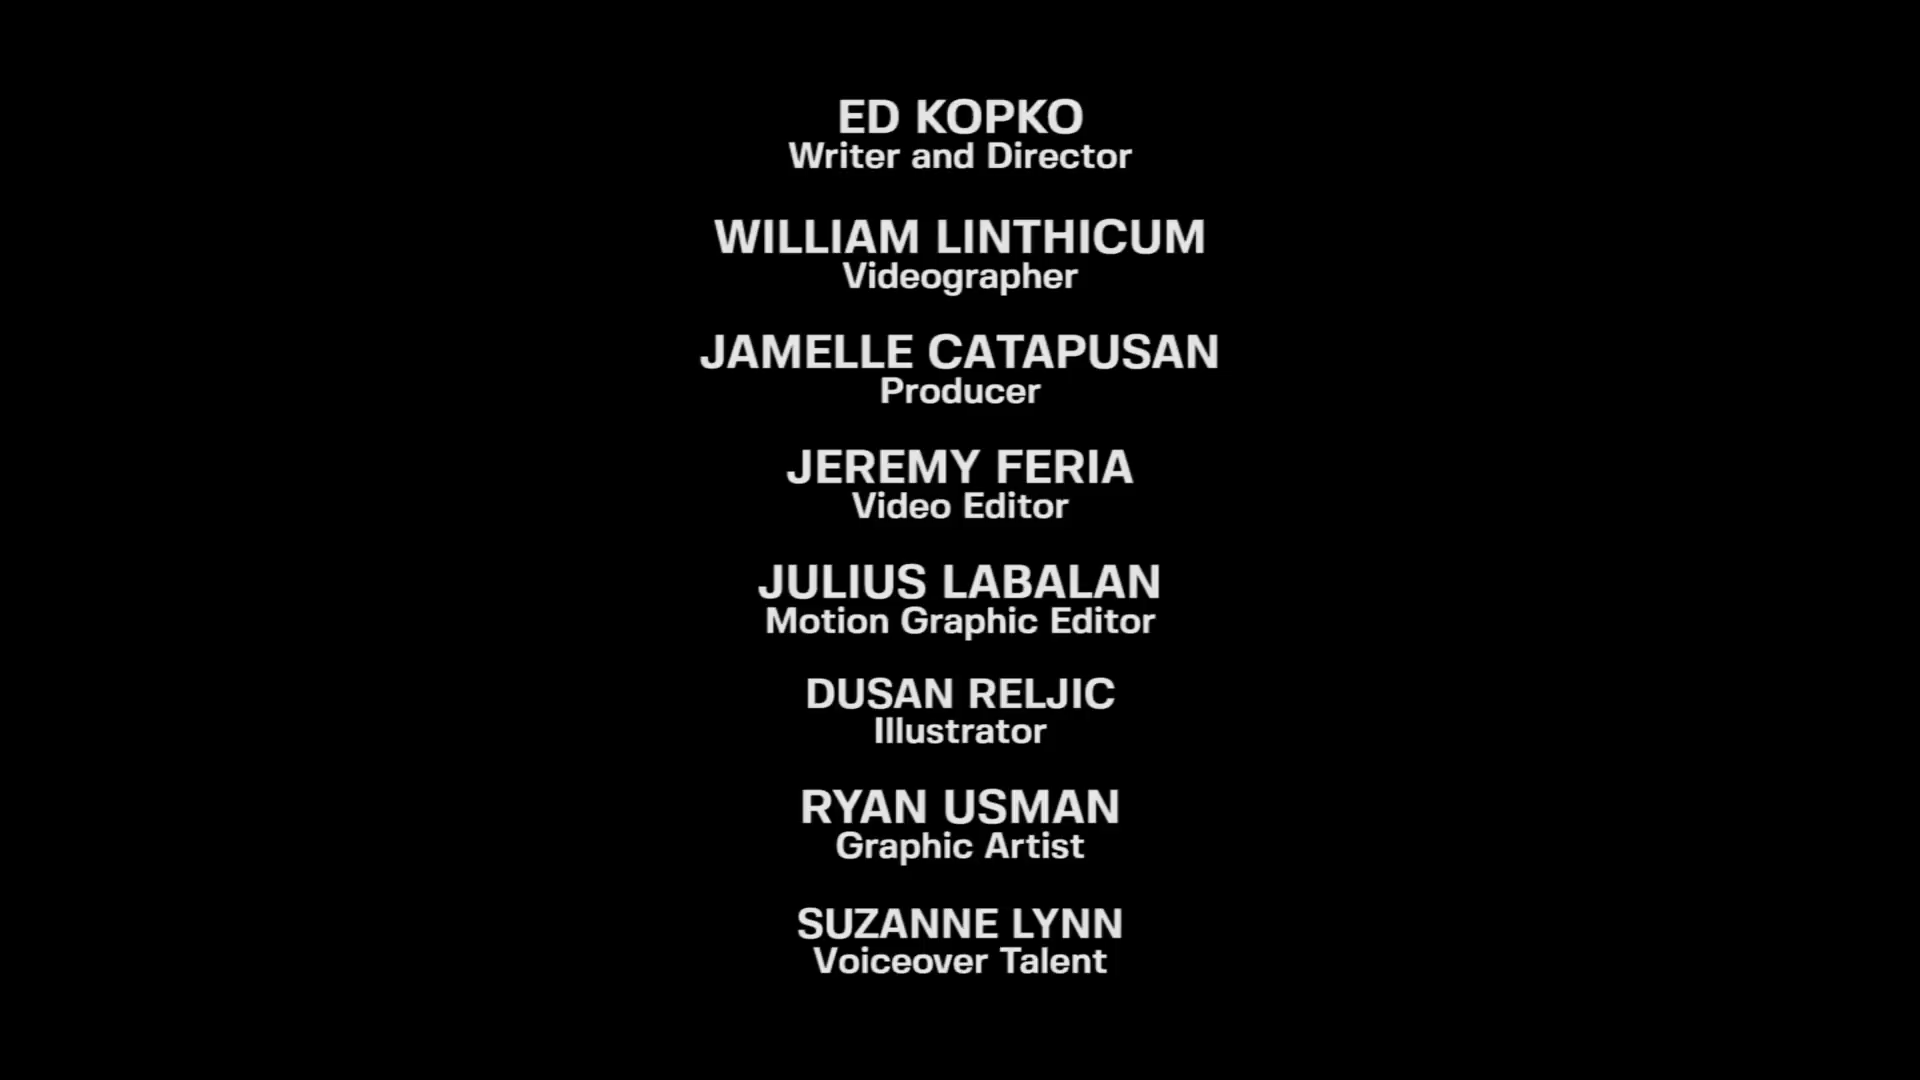 ED KOPKO
Writer and Director
WILLIAM LINTHICUM
Videographer
JAMELLE CATAPUSAN
Producer
JEREMY FERIA
Video Editor
JULIUS LABALAN
Motion Graphic Editor
DUSAN RELJIC
Illustrator
RYAN USMAN
Graphic Artist
SUZANNE LYNN
Voiceover Talent